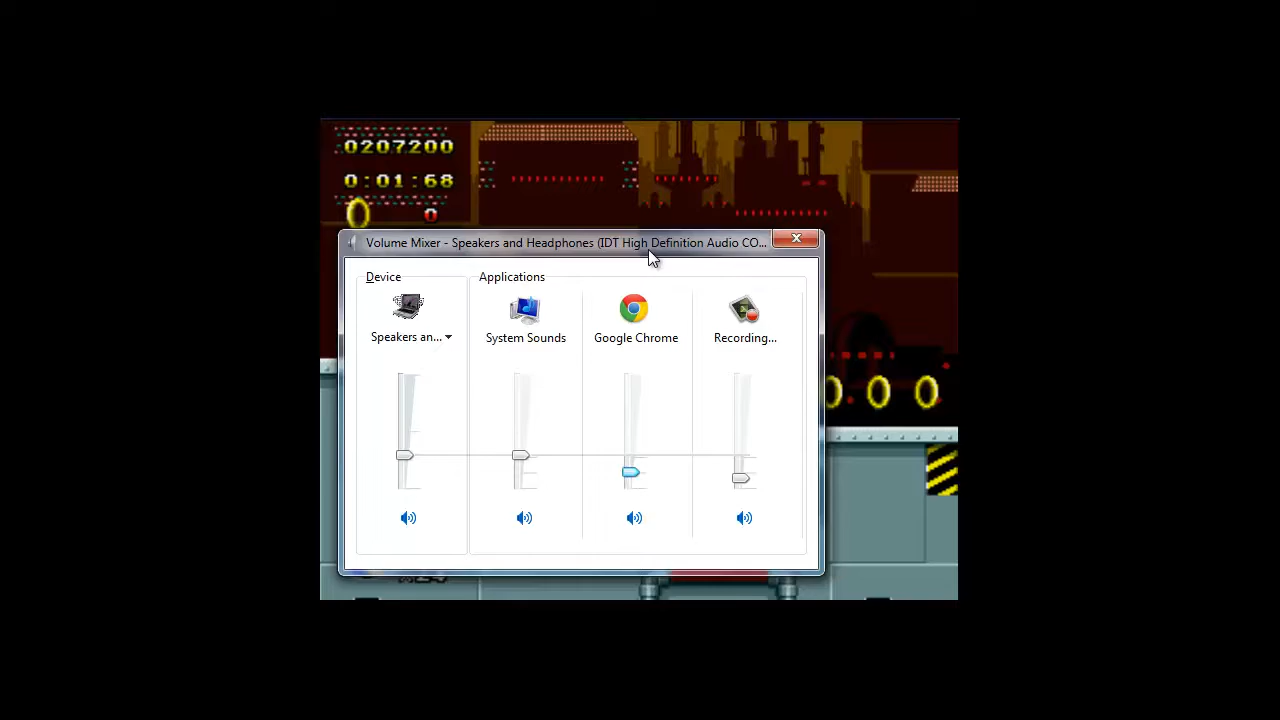 0207200
0:01:68
0
Volume Mixer - Speakers and Headphones (IDT High Definition Audio CO...
Device
Applications
Speakers an...
System Sounds
Google Chrome
Recording...